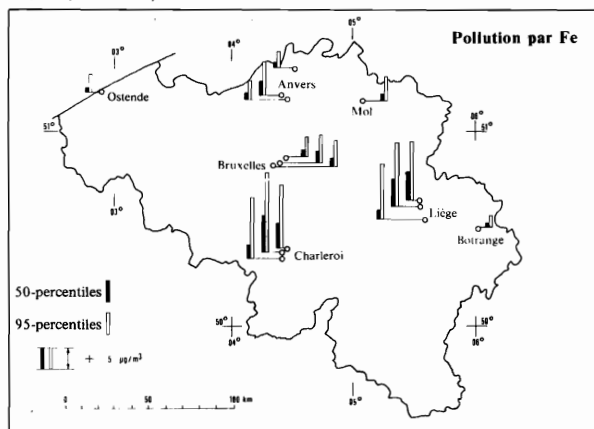 Pollution par Fe
05°
04°
03°
Anvers
Ostende
Mol
51°
06°
51°
Bruxelles
03°
Liège
Botrange
Charleroi
50-percentiles
95-percentiles
50°
04°
50°
06°
+ 5 µg/m³
05°
0 50 100 km